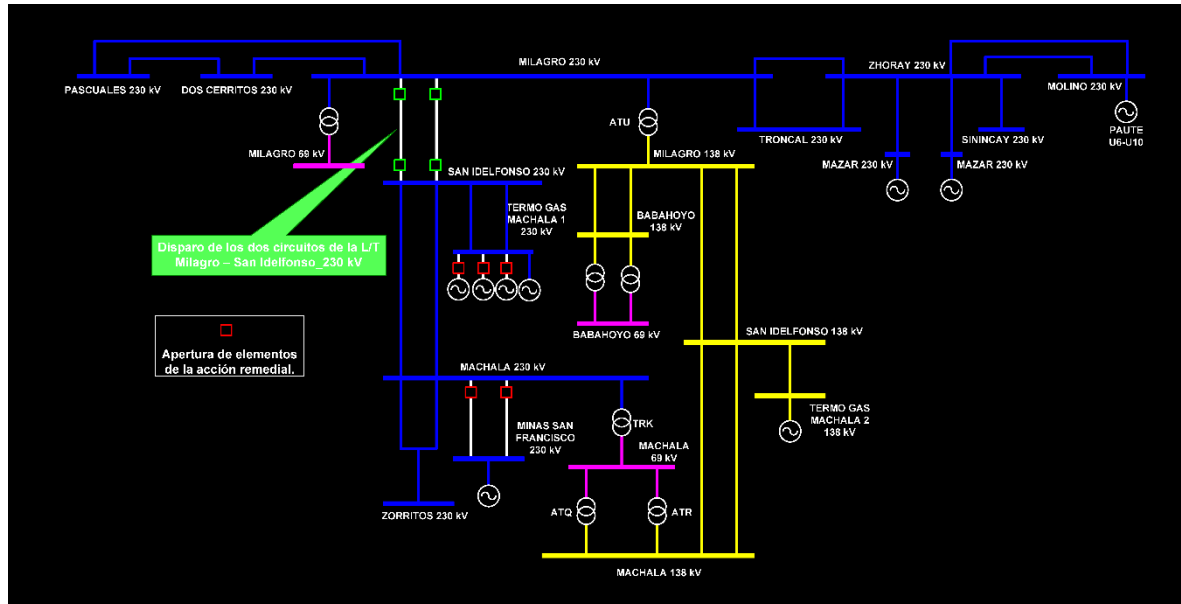 MILAGRO 230 kV
ZHORAY 230 kV
PASCUALES 230 kV
DOS CERRITOS 230 kV
MOLINO 230 kV
ATU
PAUTE
U6-U10
TRONCAL 230 kV
SININCAY 230 kV
MILAGRO 69 kV
MILAGRO 138 kV
MAZAR 230 kV
MAZAR 230 kV
SAN IDELFONSO 230 kV
TERMO GAS
MACHALA 1
230 kV
BABAHOYO
138 kV
Disparo de los dos circuitos de la L/T
Milagro – San Idelfonso_230 kV
BABAHOYO 69 kV
SAN IDELFONSO 138 kV
Apertura de elementos
de la acción remedial.
MACHALA 230 kV
TERMO GAS
MACHALA 2
138 kV
MINAS SAN
FRANCISCO
230 kV
TRK
MACHALA
69 kV
ZORRITOS 230 kV
ATQ
ATR
MACHALA 138 kV